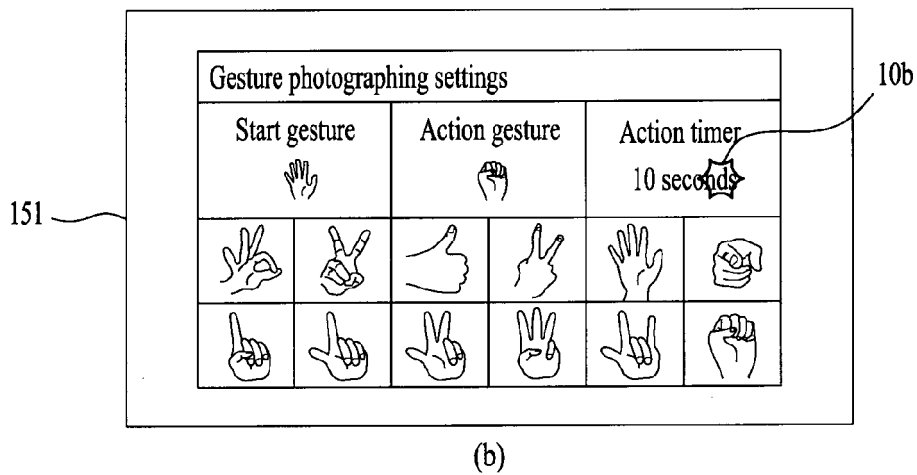 Gesture photographing settings
10b
Start gesture
Action gesture
Action timer
10 seconds
151
(b)